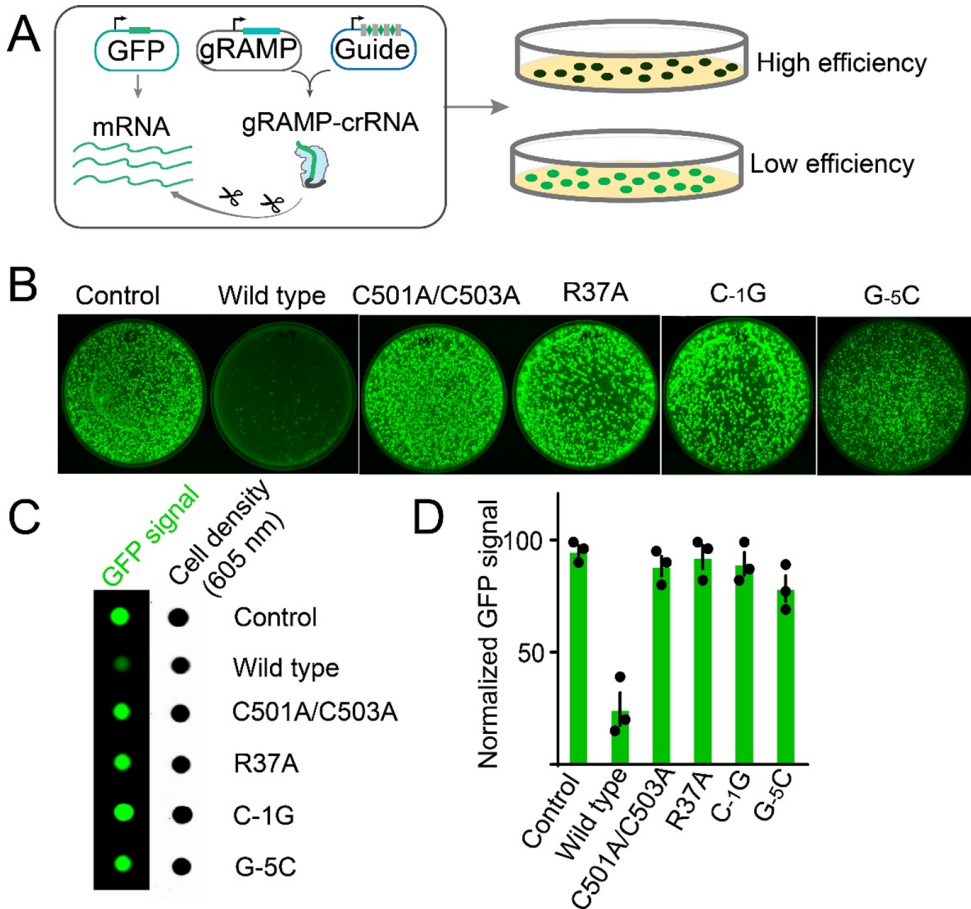 A
GFP
gRAMP
Guide
mRNA
gRAMP-crRNA
High efficiency
Low efficiency
B
Control
Wild type
C501A/C503A
R37A
C-1G
G-5C
C
GFP signal
Cell density
(605 nm)
Control
Wild type
C501A/C503A
R37A
C-1G
G-5C
D
Normalized GFP signal
100
50
Control
Wild type
C501A/C503A
R37A
C-1G
G-5C